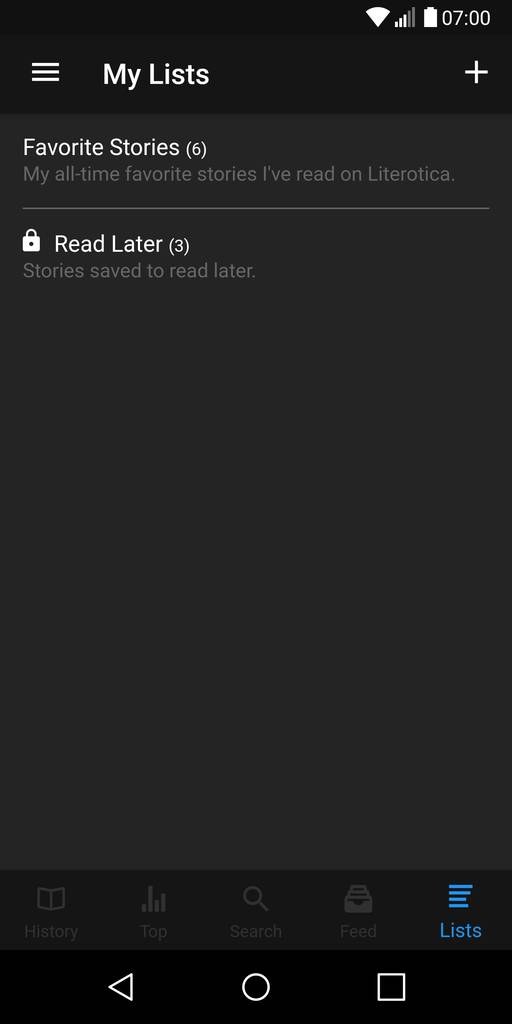 07:00
My Lists
Favorite Stories (6)
My all-time favorite stories I've read on Literotica.
Read Later (3)
Stories saved to read later.
History
Top
Search
Feed
Lists